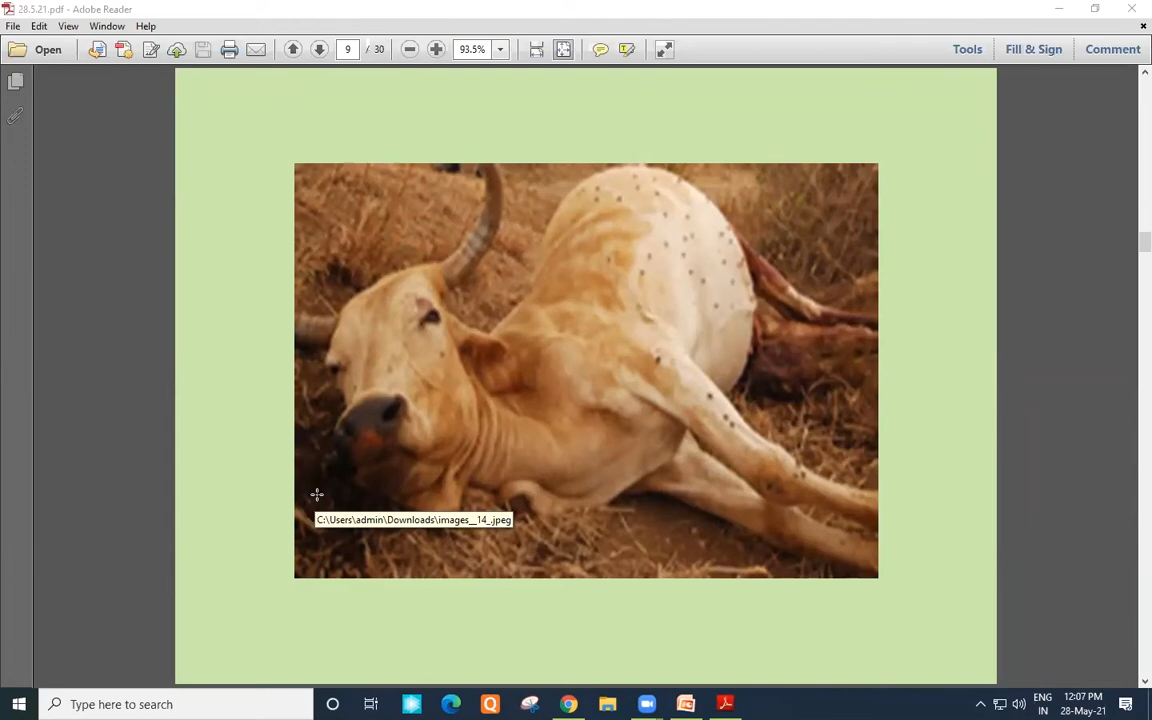 28.5.21.pdf - Adobe Reader
File Edit View Window Help
Open 9 / 30 93.5% Tools Fill & Sign Comment
C:\Users\admin\Downloads\images__14_.jpeg
Type here to search
ENG 12:07 PM
IN 28-May-21